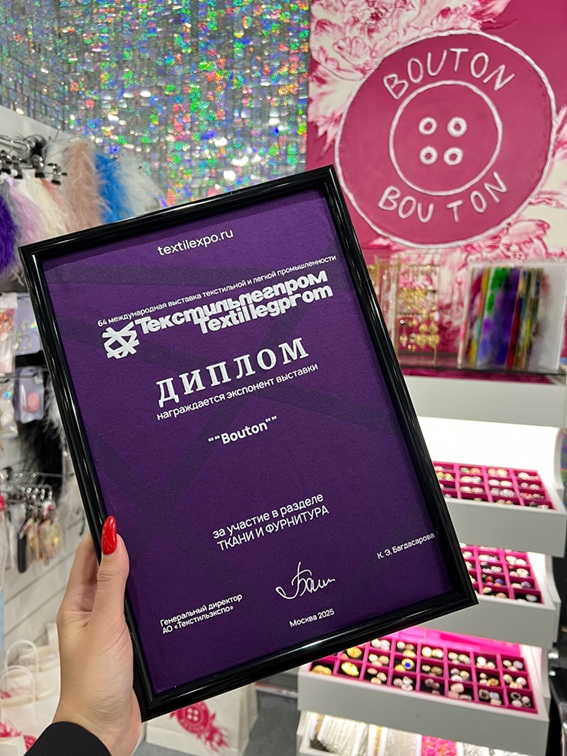 BOUTON
BOUTON
textilexpo.ru
64 международная выставка текстильной и легкой промышленности
Текстильлегпром
Textillegprom
ДИПЛОМ
награждается экспонент выставки
""Bouton""
за участие в разделе
ТКАНИ И ФУРНИТУРА
К. Э. Багдасарова
Генеральный директор
АО «Текстильэкспо»
Москва 2025